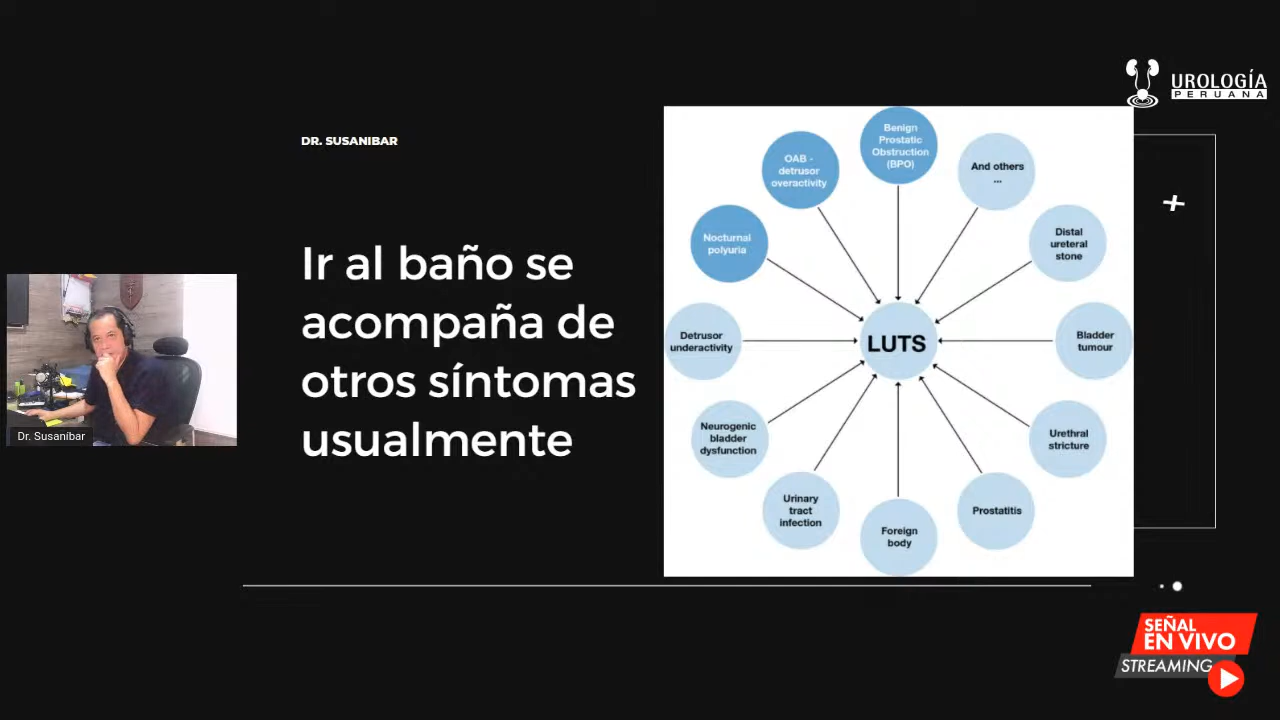 UROLOGÍA
PERUANA
DR. SUSANIBAR
Ir al baño se
acompaña de
otros síntomas
usualmente
Dr. Susanibar
Benign
Prostatic
Obstruction
(BPO)
And others
...
Distal
ureteral
stone
Bladder
tumour
Urethral
stricture
Prostatitis
Foreign
body
Urinary
tract
infection
Neurogenic
bladder
dysfunction
Detrusor
underactivity
Nocturnal
polyuria
OAB -
detrusor
overactivity
LUTS
SEÑAL
EN VIVO
STREAMING